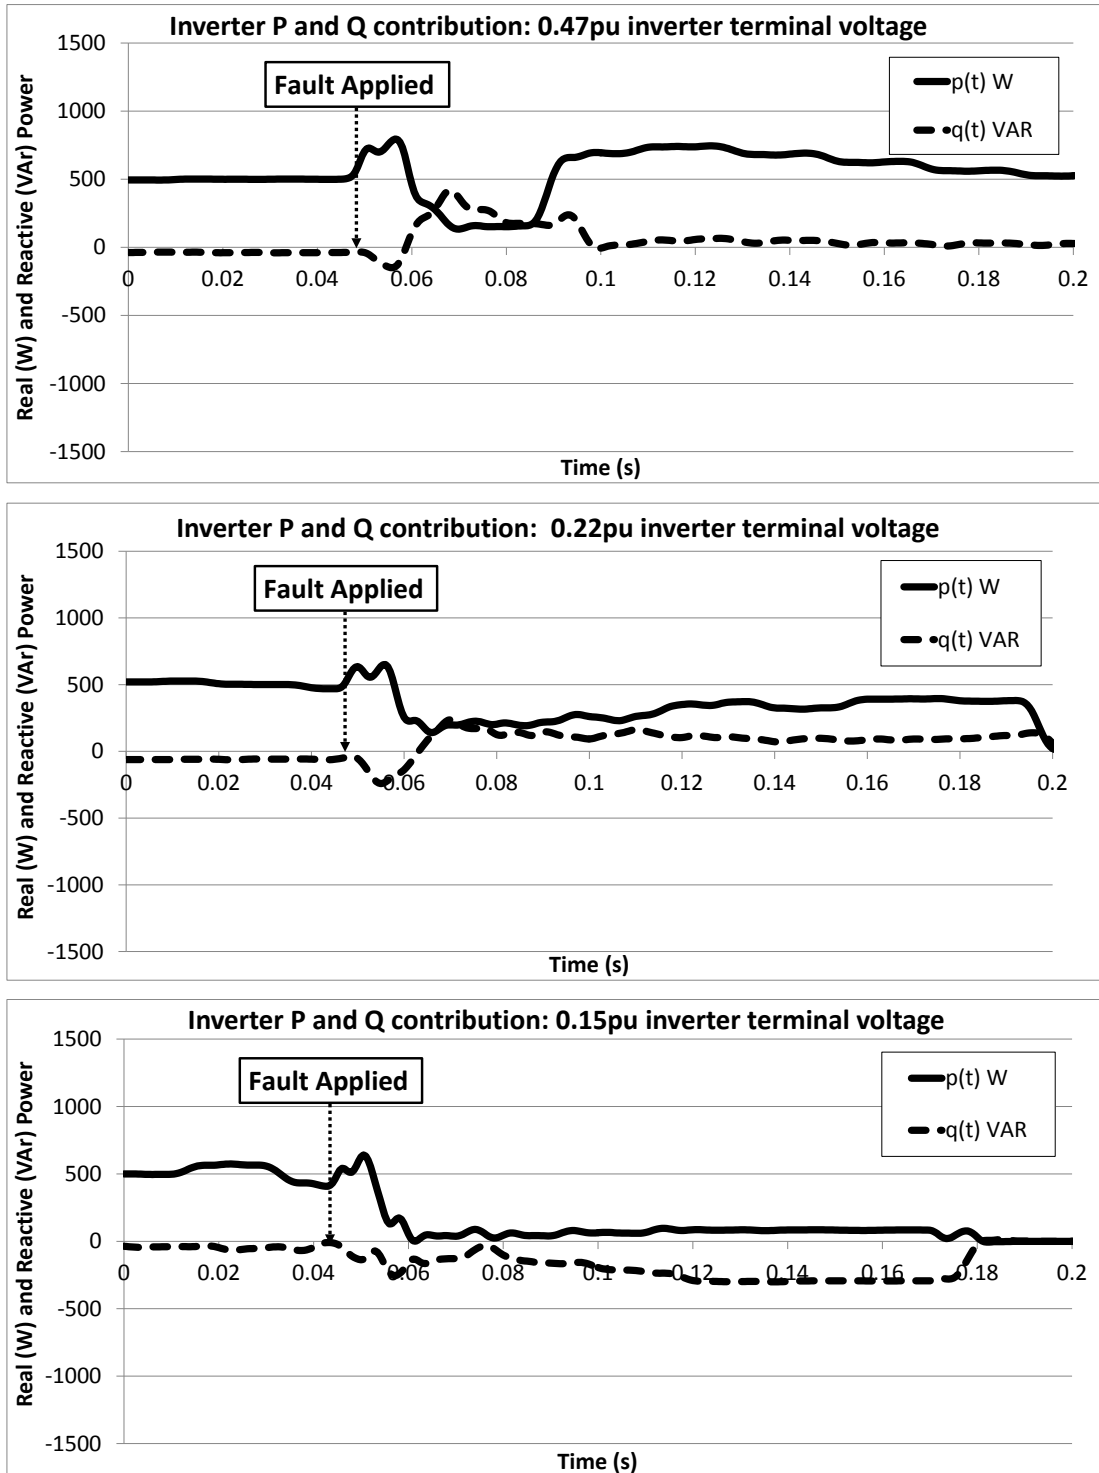 Inverter P and Q contribution: 0.47pu inverter terminal voltage
1500
1000
500
0
-500
-1000
-1500
Real (W) and Reactive (VAr) Power
Fault Applied
p(t) W
q(t) VAR
0 0.02 0.04 0.06 0.08 0.1 0.12 0.14 0.16 0.18 0.2
Time (s)
Inverter P and Q contribution: 0.22pu inverter terminal voltage
1500
1000
500
0
-500
-1000
-1500
Real (W) and Reactive (VAr) Power
Fault Applied
p(t) W
q(t) VAR
0 0.02 0.04 0.06 0.08 0.1 0.12 0.14 0.16 0.18 0.2
Time (s)
Inverter P and Q contribution: 0.15pu inverter terminal voltage
1500
1000
500
0
-500
-1000
-1500
Real (W) and Reactive (VAr) Power
Fault Applied
p(t) W
q(t) VAR
0 0.02 0.04 0.06 0.08 0.1 0.12 0.14 0.16 0.18 0.2
Time (s)